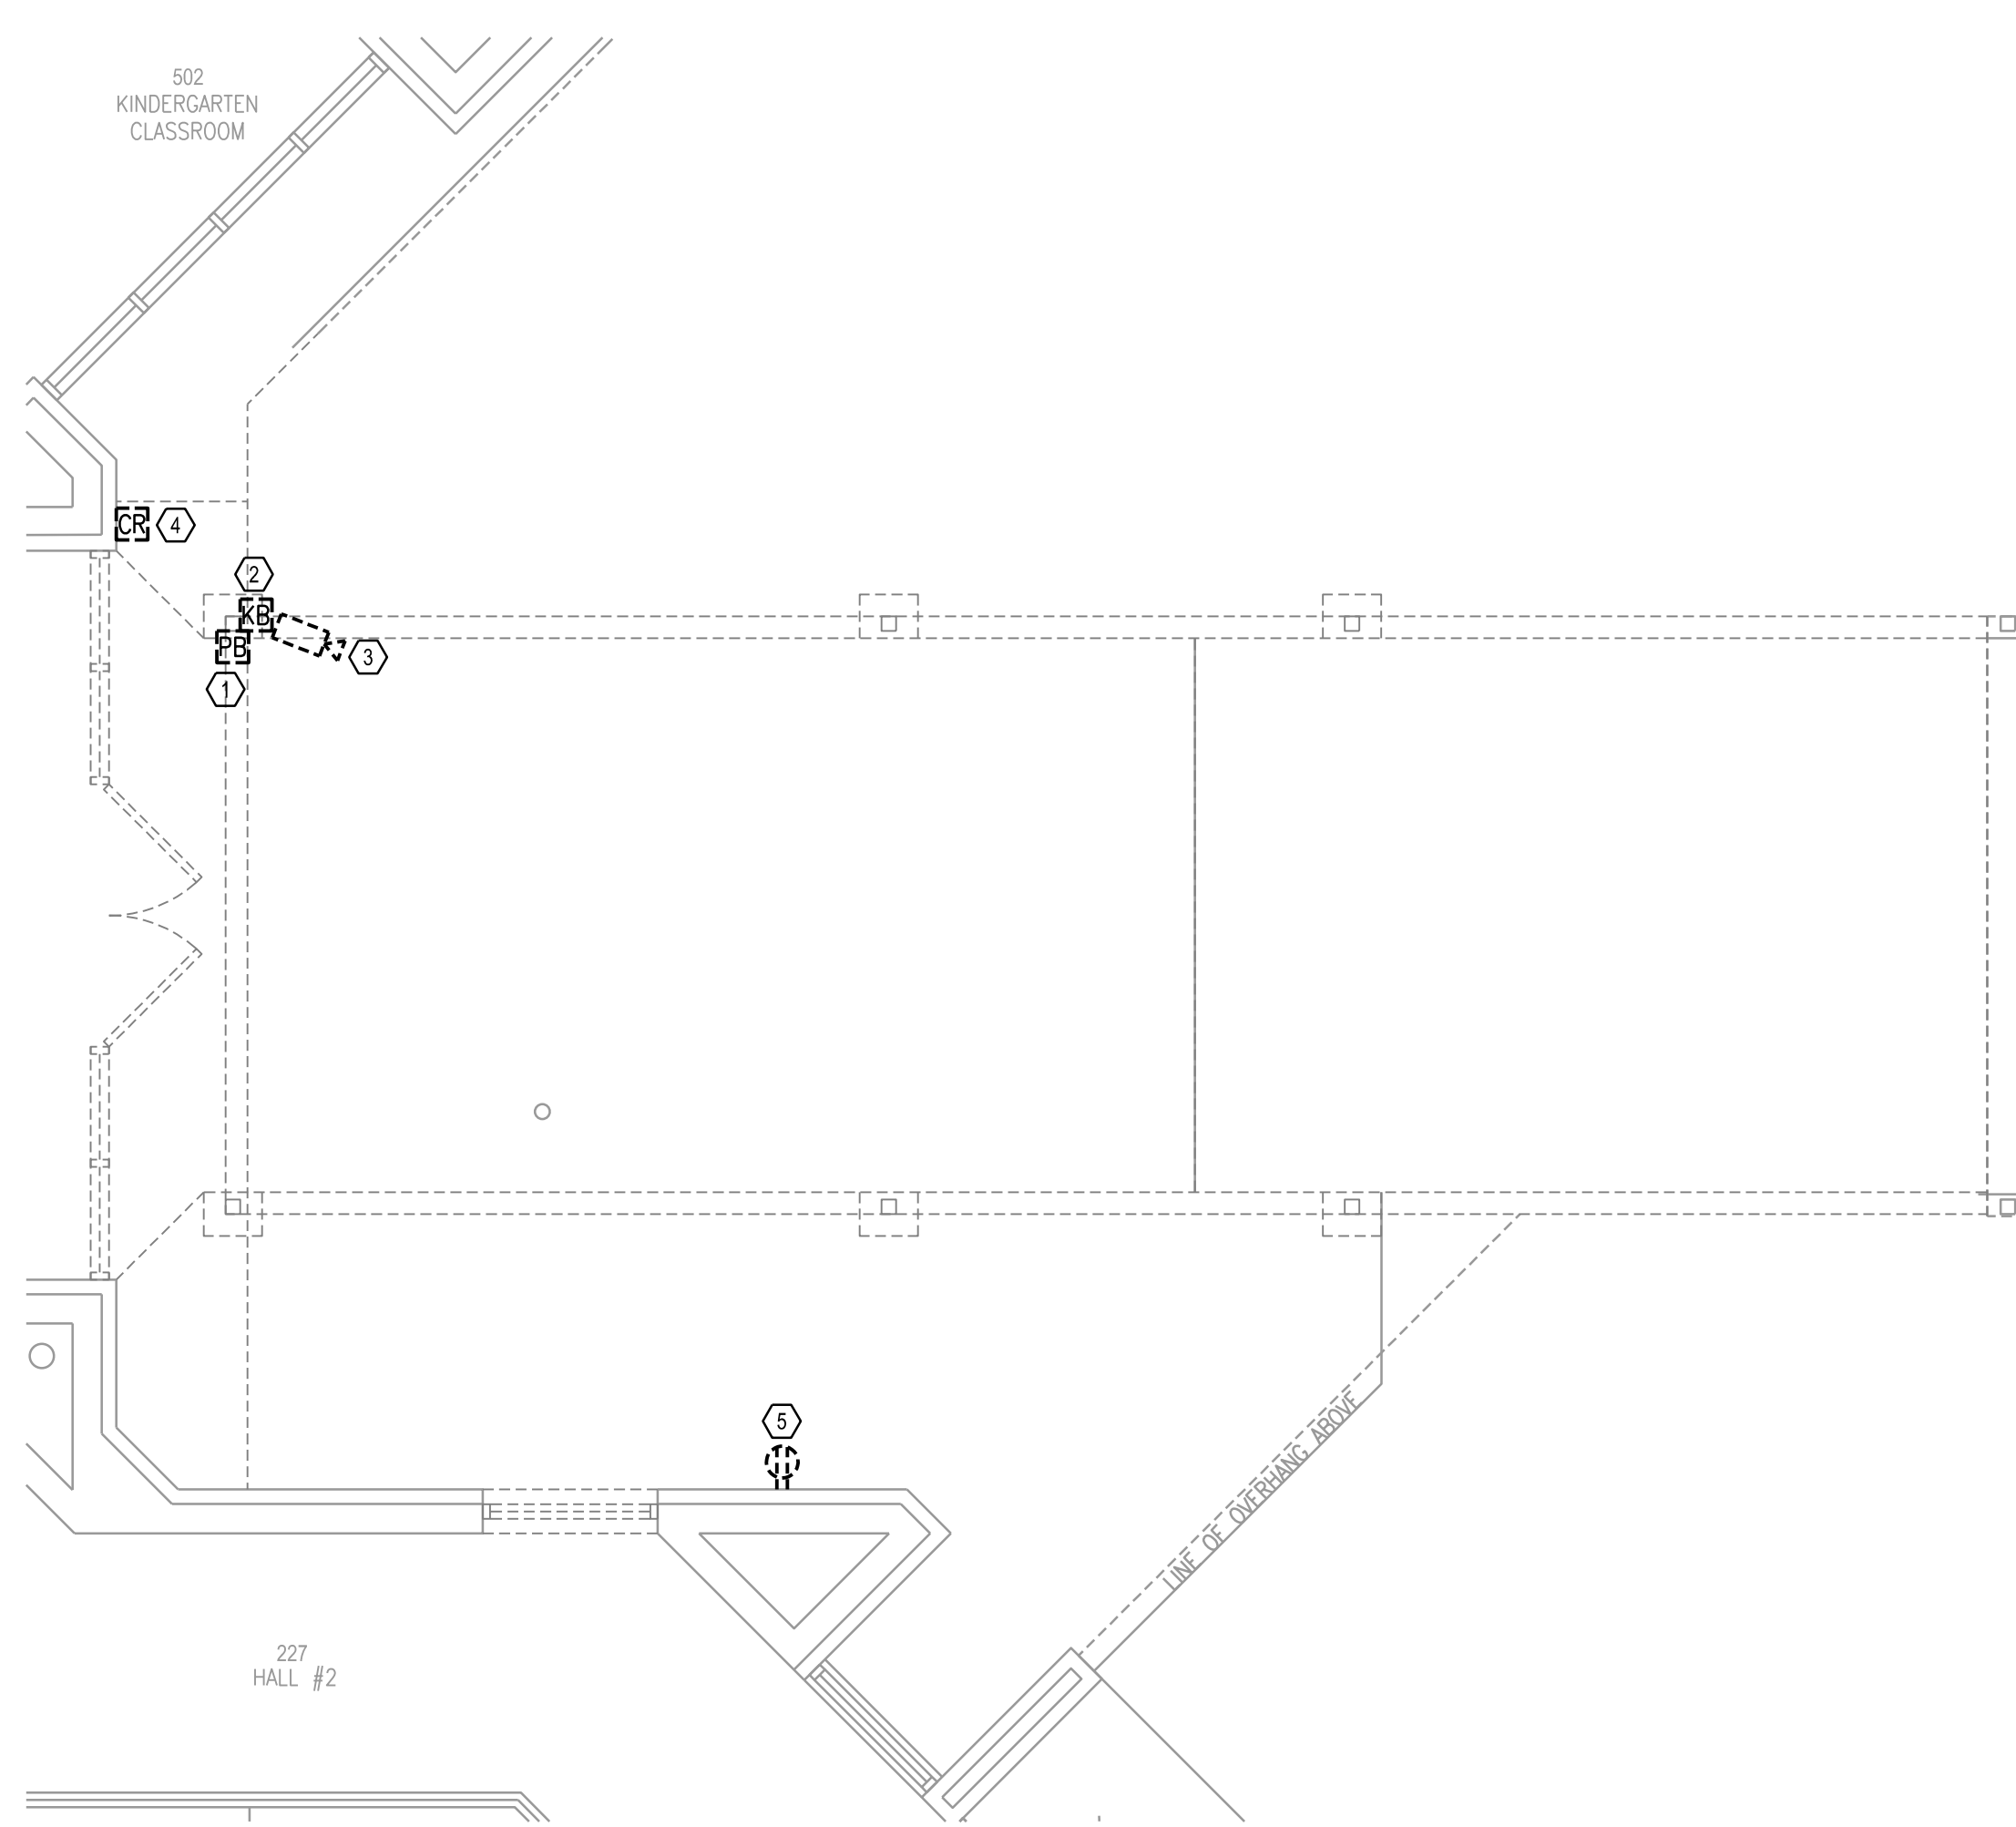 502
KINDERGARTEN
CLASSROOM
CR 4
2
KB
PB
3
1
5
LINE OF OVERHANG ABOVE
227
HALL #2